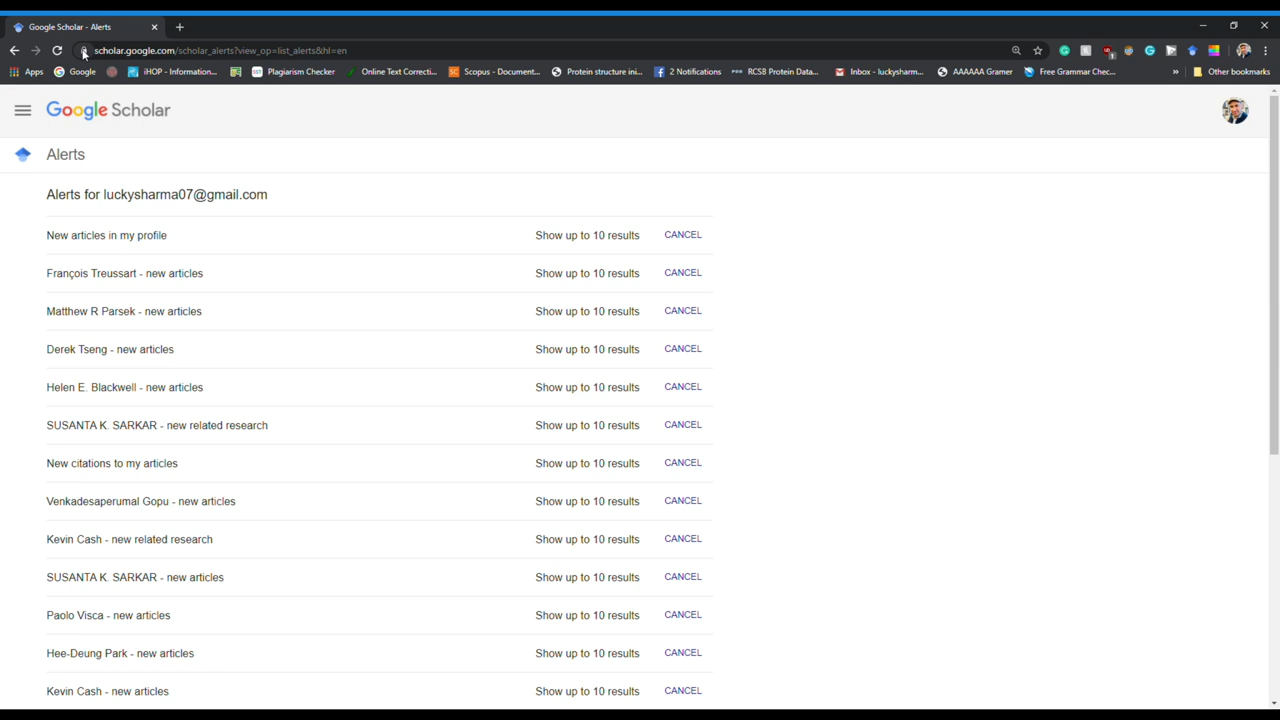 Google Scholar - Alerts
scholar.google.com/scholar_alerts?view_op=list_alerts&hl=en
Apps Google iHOP - Information... Plagiarism Checker Online Text Correcti... Scopus - Document... Protein structure ini... 2 Notifications RCSB Protein Data... Inbox - luckysharm... AAAAAA Gramer Free Grammar Chec... » Other bookmarks
Google Scholar
Alerts
Alerts for luckysharma07@gmail.com
New articles in my profile Show up to 10 results CANCEL
François Treussart - new articles Show up to 10 results CANCEL
Matthew R Parsek - new articles Show up to 10 results CANCEL
Derek Tseng - new articles Show up to 10 results CANCEL
Helen E. Blackwell - new articles Show up to 10 results CANCEL
SUSANTA K. SARKAR - new related research Show up to 10 results CANCEL
New citations to my articles Show up to 10 results CANCEL
Venkadesaperumal Gopu - new articles Show up to 10 results CANCEL
Kevin Cash - new related research Show up to 10 results CANCEL
SUSANTA K. SARKAR - new articles Show up to 10 results CANCEL
Paolo Visca - new articles Show up to 10 results CANCEL
Hee-Deung Park - new articles Show up to 10 results CANCEL
Kevin Cash - new articles Show up to 10 results CANCEL